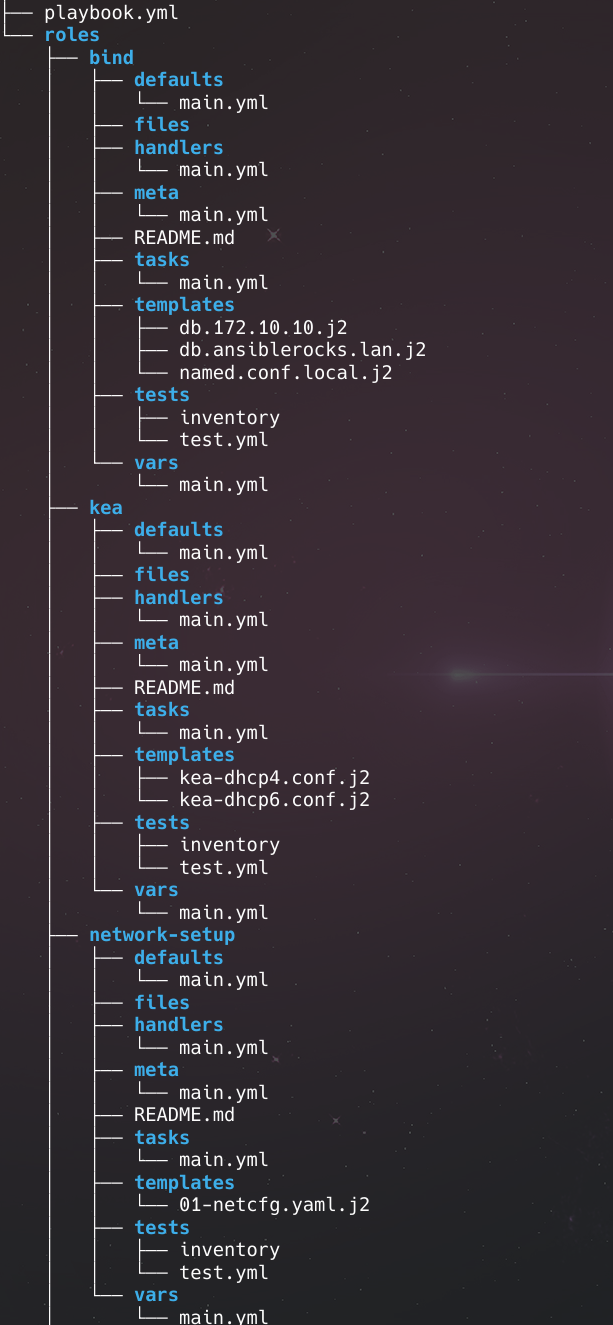 ├── playbook.yml
└── roles
    ├── bind
    │   ├── defaults
    │   │   └── main.yml
    │   ├── files
    │   ├── handlers
    │   │   └── main.yml
    │   ├── meta
    │   │   └── main.yml
    │   ├── README.md
    │   ├── tasks
    │   │   └── main.yml
    │   ├── templates
    │   │   ├── db.172.10.10.j2
    │   │   ├── db.ansiblerocks.lan.j2
    │   │   └── named.conf.local.j2
    │   ├── tests
    │   │   ├── inventory
    │   │   └── test.yml
    │   └── vars
    │       └── main.yml
    ├── kea
    │   ├── defaults
    │   │   └── main.yml
    │   ├── files
    │   ├── handlers
    │   │   └── main.yml
    │   ├── meta
    │   │   └── main.yml
    │   ├── README.md
    │   ├── tasks
    │   │   └── main.yml
    │   ├── templates
    │   │   ├── kea-dhcp4.conf.j2
    │   │   └── kea-dhcp6.conf.j2
    │   ├── tests
    │   │   ├── inventory
    │   │   └── test.yml
    │   └── vars
    │       └── main.yml
    ├── network-setup
    │   ├── defaults
    │   │   └── main.yml
    │   ├── files
    │   ├── handlers
    │   │   └── main.yml
    │   ├── meta
    │   │   └── main.yml
    │   ├── README.md
    │   ├── tasks
    │   │   └── main.yml
    │   ├── templates
    │   │   └── 01-netcfg.yaml.j2
    │   ├── tests
    │   │   ├── inventory
    │   │   └── test.yml
    │   └── vars
    │       └── main.yml